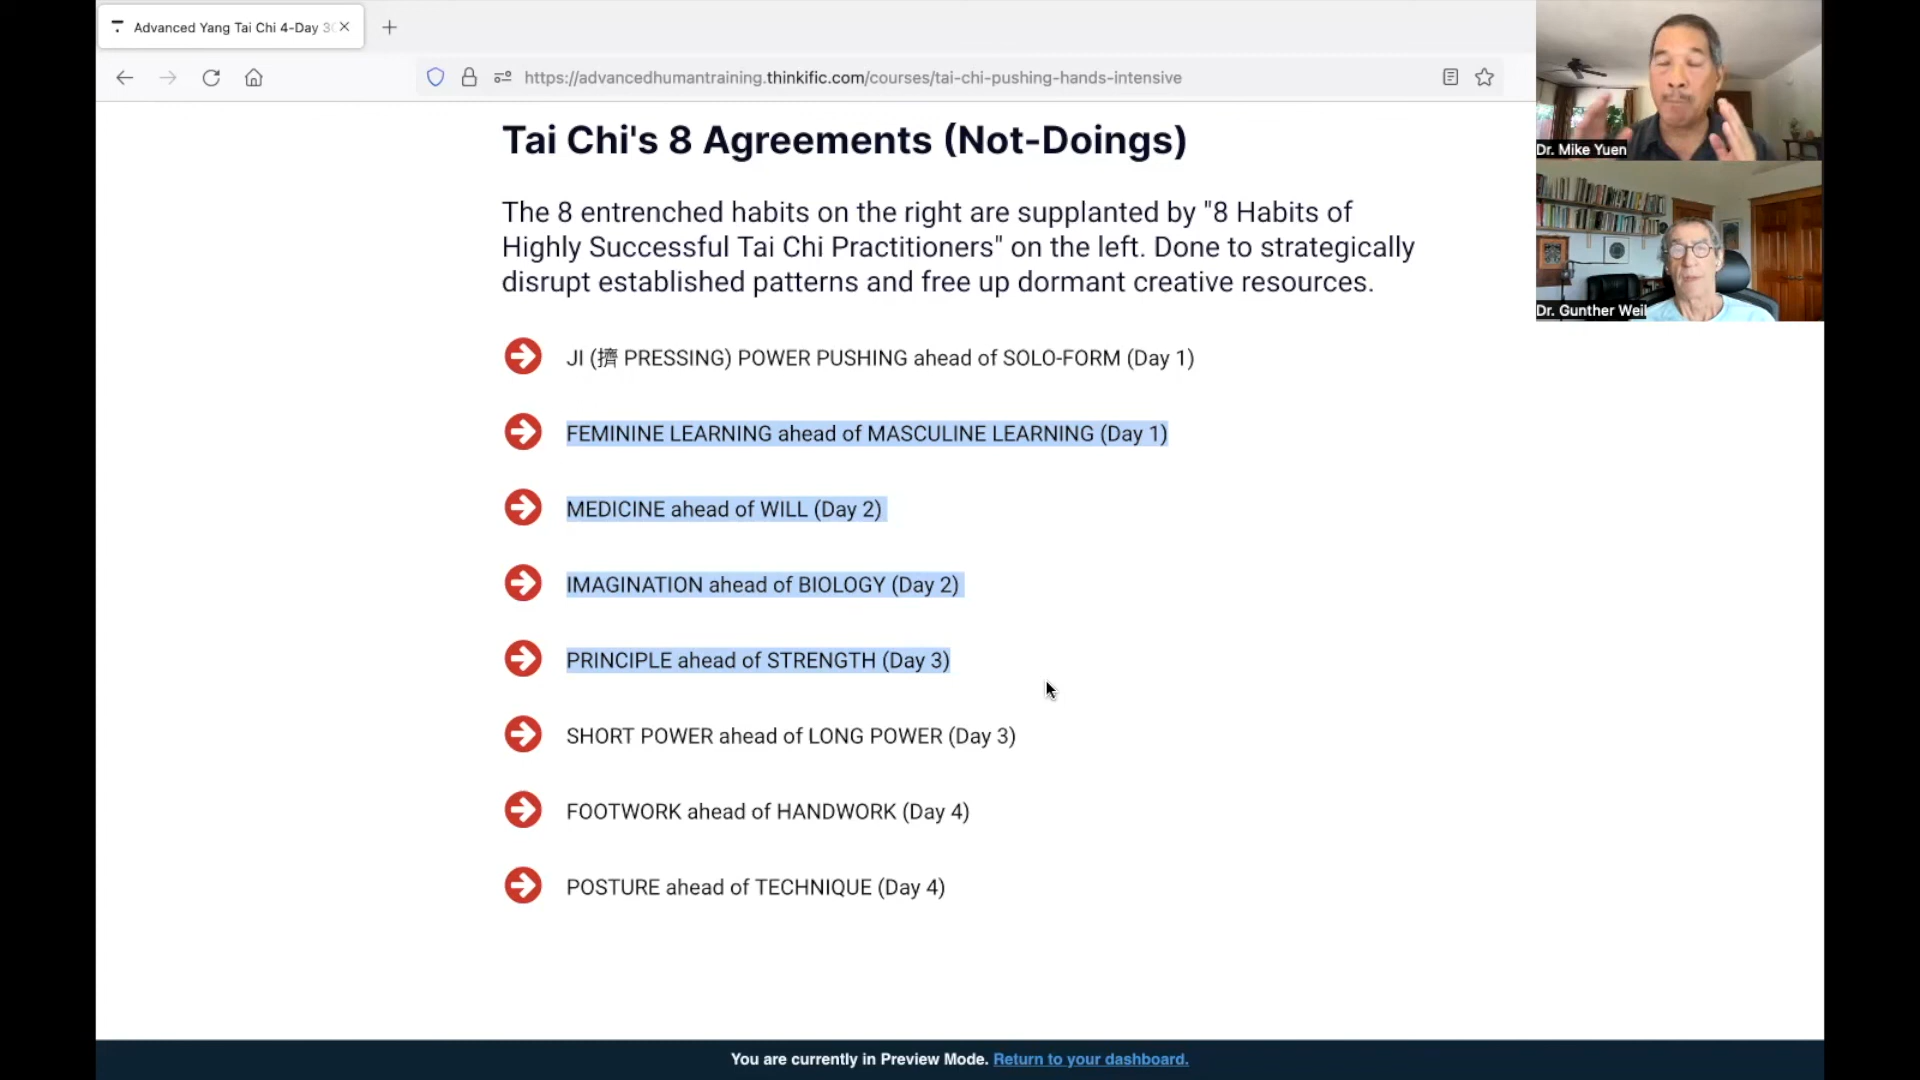 Advanced Yang Tai Chi 4-Day 3
https://advancedhumantraining.thinkific.com/courses/tai-chi-pushing-hands-intensive
Dr. Mike Yuen
Dr. Gunther Weil
Tai Chi's 8 Agreements (Not-Doings)
The 8 entrenched habits on the right are supplanted by "8 Habits of
Highly Successful Tai Chi Practitioners" on the left. Done to strategically
disrupt established patterns and free up dormant creative resources.
JI (擠 PRESSING) POWER PUSHING ahead of SOLO-FORM (Day 1)
FEMININE LEARNING ahead of MASCULINE LEARNING (Day 1)
MEDICINE ahead of WILL (Day 2)
IMAGINATION ahead of BIOLOGY (Day 2)
PRINCIPLE ahead of STRENGTH (Day 3)
SHORT POWER ahead of LONG POWER (Day 3)
FOOTWORK ahead of HANDWORK (Day 4)
POSTURE ahead of TECHNIQUE (Day 4)
You are currently in Preview Mode. Return to your dashboard.